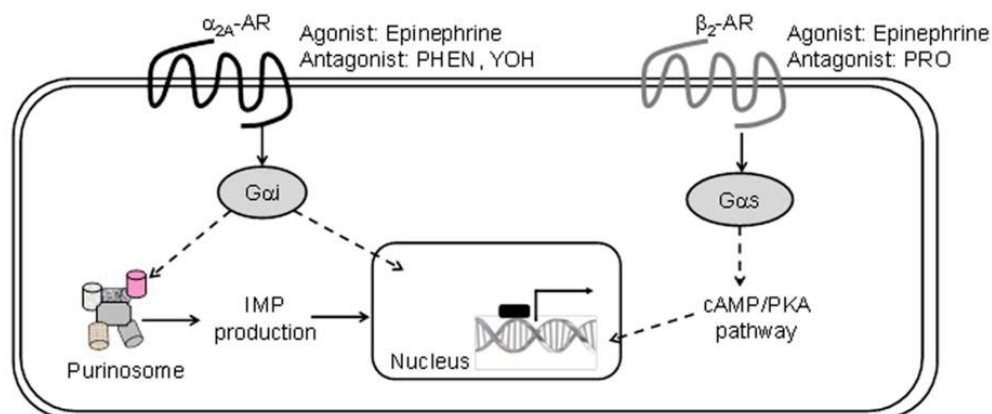 α2A-AR
Agonist: Epinephrine
Antagonist: PHEN, YOH
β2-AR
Agonist: Epinephrine
Antagonist: PRO
Gαi
Gαs
IMP
production
cAMP/PKA
pathway
Nucleus
Purinosome